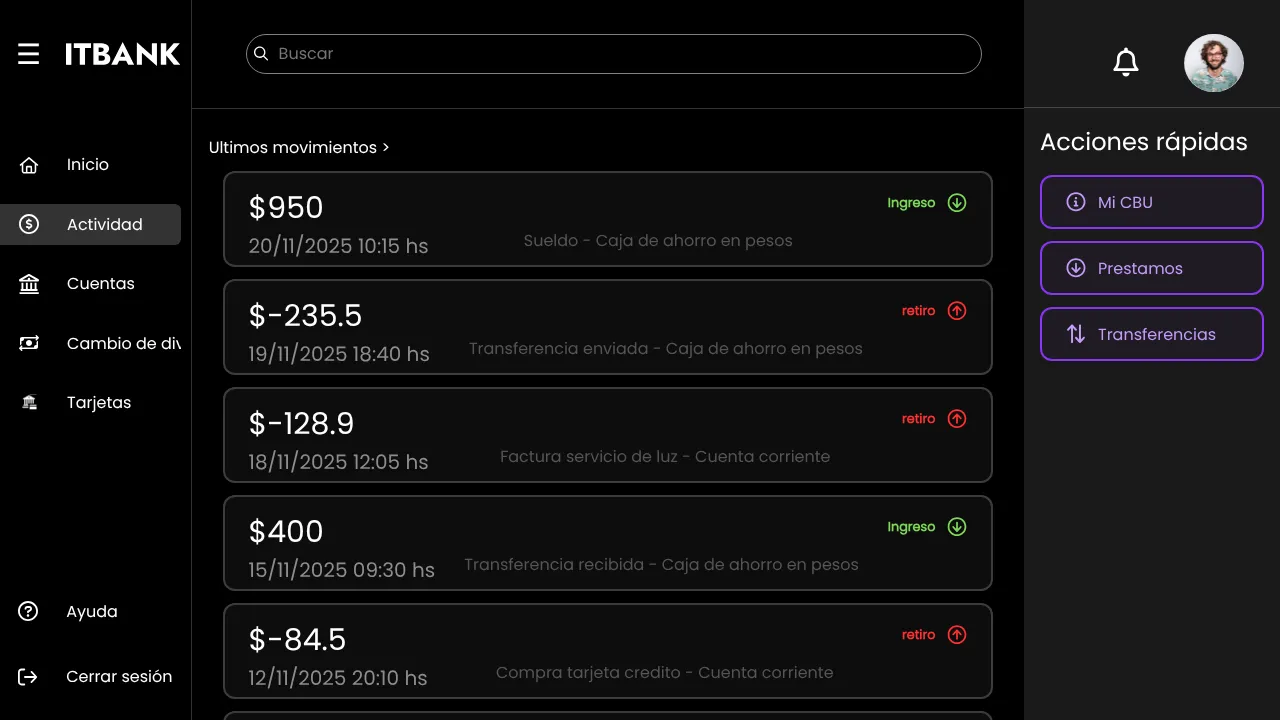 ITBANK
Buscar
Inicio
Actividad
Cuentas
Cambio de div
Tarjetas
Ayuda
Cerrar sesión
Ultimos movimientos >
$950
Ingreso
20/11/2025 10:15 hs
Sueldo - Caja de ahorro en pesos
$-235.5
retiro
19/11/2025 18:40 hs
Transferencia enviada - Caja de ahorro en pesos
$-128.9
retiro
18/11/2025 12:05 hs
Factura servicio de luz - Cuenta corriente
$400
Ingreso
15/11/2025 09:30 hs
Transferencia recibida - Caja de ahorro en pesos
$-84.5
retiro
12/11/2025 20:10 hs
Compra tarjeta credito - Cuenta corriente
Acciones rápidas
Mi CBU
Prestamos
Transferencias